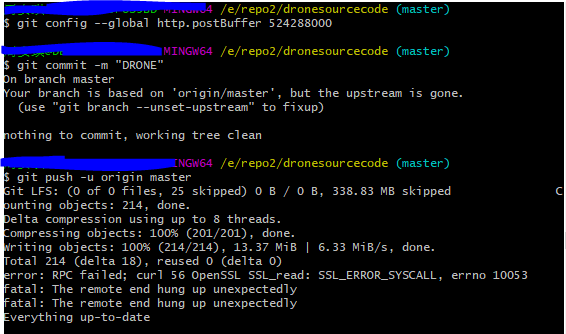 MINGW64 /e/repo2/dronesourcecode (master)
$ git config --global http.postBuffer 524288000
MINGW64 /e/repo2/dronesourcecode (master)
$ git commit -m "DRONE"
On branch master
Your branch is based on 'origin/master', but the upstream is gone.
(use "git branch --unset-upstream" to fixup)
nothing to commit, working tree clean
MINGW64 /e/repo2/dronesourcecode (master)
$ git push -u origin master
Git LFS: (0 of 0 files, 25 skipped) 0 B / 0 B, 338.83 MB skipped C
ounting objects: 214, done.
Delta compression using up to 8 threads.
Compressing objects: 100% (201/201), done.
Writing objects: 100% (214/214), 13.37 MiB | 6.33 MiB/s, done.
Total 214 (delta 18), reused 0 (delta 0)
error: RPC failed; curl 56 OpenSSL SSL_read: SSL_ERROR_SYSCALL, errno 10053
fatal: The remote end hung up unexpectedly
fatal: The remote end hung up unexpectedly
Everything up-to-date